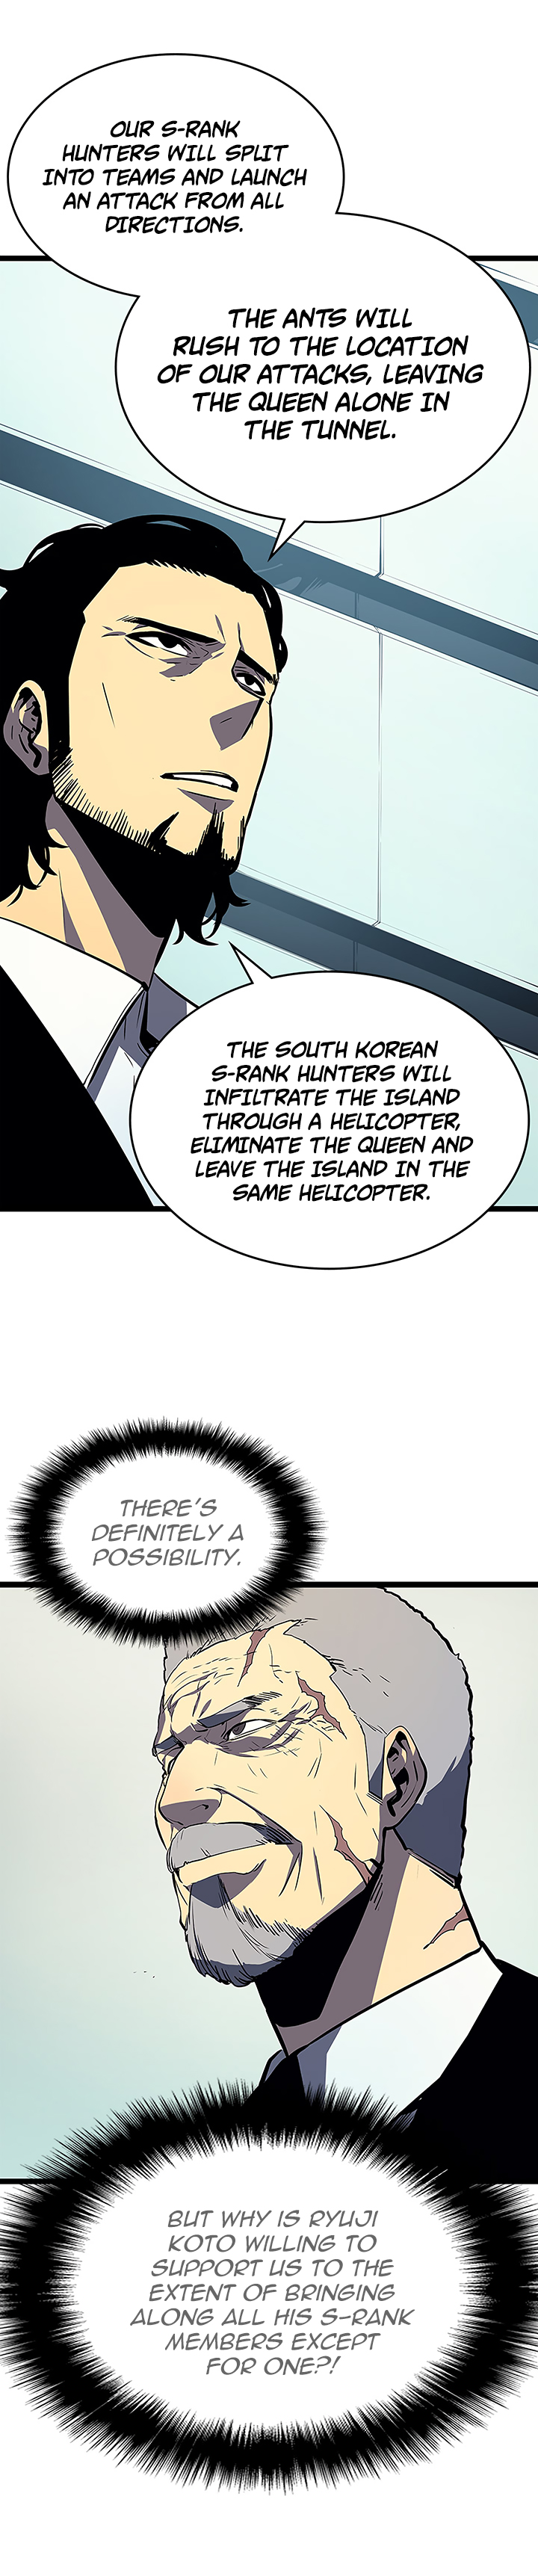 OUR S-RANK
HUNTERS WILL SPLIT
INTO TEAMS AND LAUNCH
AN ATTACK FROM ALL
DIRECTIONS.
THE ANTS WILL
RUSH TO THE LOCATION
OF OUR ATTACKS, LEAVING
THE QUEEN ALONE IN
THE TUNNEL.
THE SOUTH KOREAN
S-RANK HUNTERS WILL
INFILTRATE THE ISLAND
THROUGH A HELICOPTER,
ELIMINATE THE QUEEN AND
LEAVE THE ISLAND IN THE
SAME HELICOPTER.
THERE'S
DEFINITELY A
POSSIBILITY.
BUT WHY IS RYUJI
KOTO WILLING TO
SUPPORT US TO THE
EXTENT OF BRINGING
ALONG ALL HIS S-RANK
MEMBERS EXCEPT
FOR ONE?!